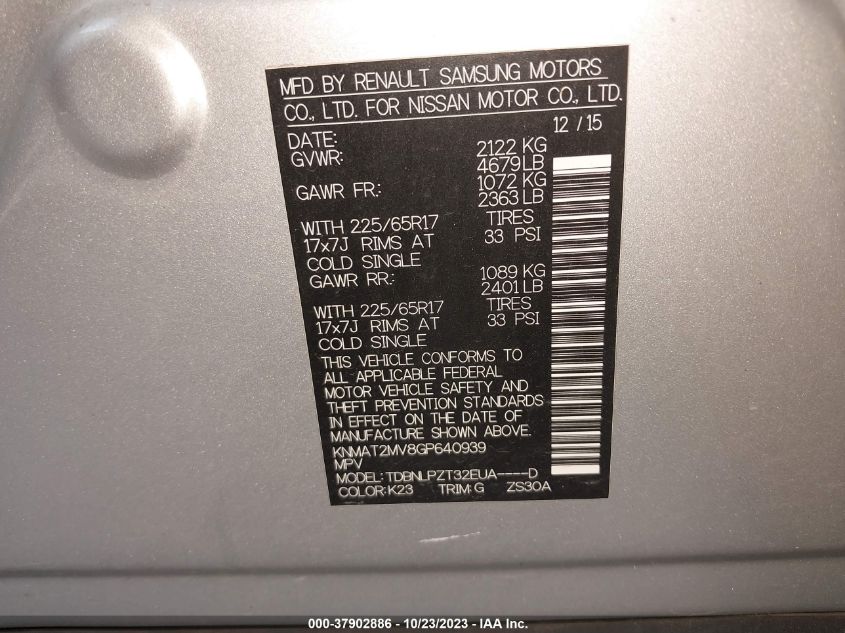 MFD BY RENAULT SAMSUNG MOTORS
CO., LTD. FOR NISSAN MOTOR CO., LTD.
DATE: 12 / 15
GVWR: 2122 KG
4679 LB
GAWR FR.: 1072 KG
2363 LB
WITH 225/65R17 TIRES
17x7J RIMS AT 33 PSI
COLD SINGLE
GAWR RR.: 1089 KG
2401 LB
WITH 225/65R17 TIRES
17x7J RIMS AT 33 PSI
COLD SINGLE
THIS VEHICLE CONFORMS TO
ALL APPLICABLE FEDERAL
MOTOR VEHICLE SAFETY AND
THEFT PREVENTION STANDARDS
IN EFFECT ON THE DATE OF
MANUFACTURE SHOWN ABOVE.
KNMAT2MV8GP640939
MPV
MODEL: TDBNLPZT32EUA----D
COLOR: K23 TRIM: G ZS30A
000-37902886 - 10/23/2023 - IAA Inc.